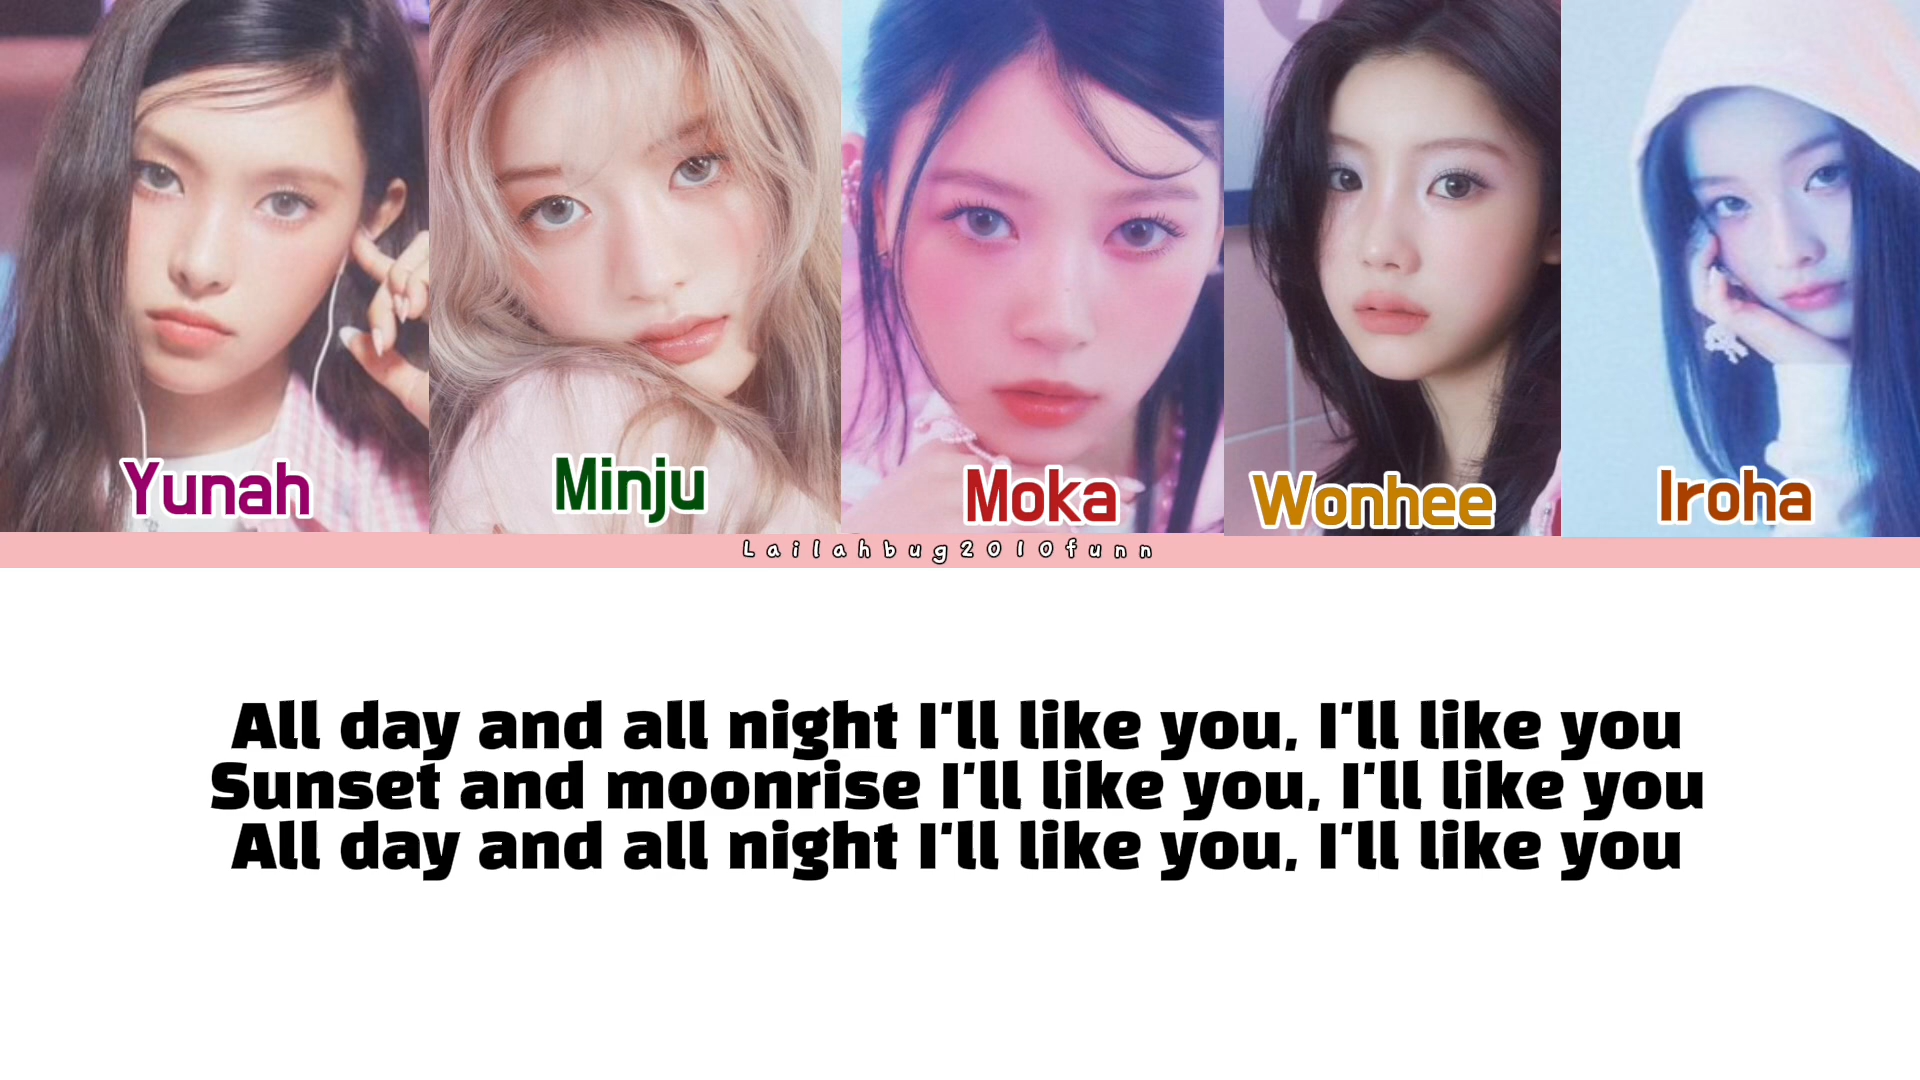 Yunah
Minju
Moka
Wonhee
Iroha
Lailahbug2010funn
All day and all night I'll like you, I'll like you
Sunset and moonrise I'll like you, I'll like you
All day and all night I'll like you, I'll like you